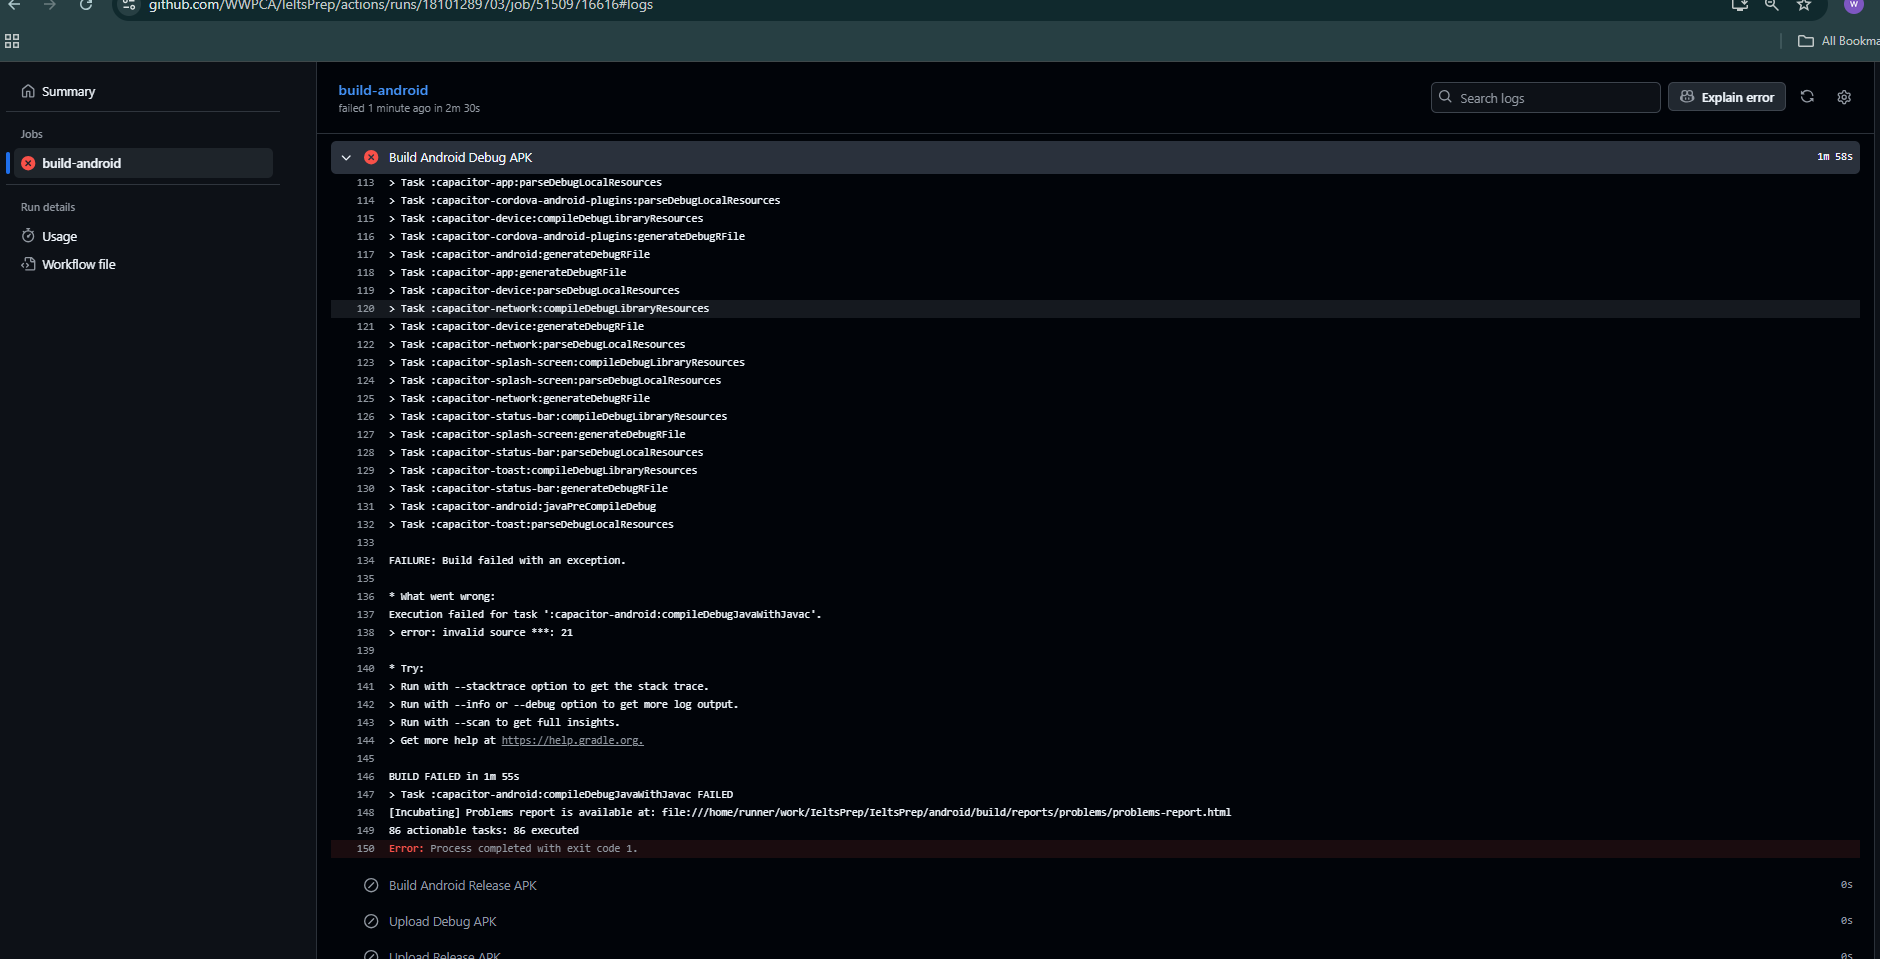 github.com/WWPCA/IeltsPrep/actions/runs/18101289703/job/51509716616#logs
W
All Bookma
Summary
Jobs
build-android
Run details
Usage
Workflow file
build-android
failed 1 minute ago in 2m 30s
Search logs
Explain error
Build Android Debug APK
1m 58s
113 > Task :capacitor-app:parseDebugLocalResources
114 > Task :capacitor-cordova-android-plugins:parseDebugLocalResources
115 > Task :capacitor-device:compileDebugLibraryResources
116 > Task :capacitor-cordova-android-plugins:generateDebugRFile
117 > Task :capacitor-android:generateDebugRFile
118 > Task :capacitor-app:generateDebugRFile
119 > Task :capacitor-device:parseDebugLocalResources
120 > Task :capacitor-network:compileDebugLibraryResources
121 > Task :capacitor-device:generateDebugRFile
122 > Task :capacitor-network:parseDebugLocalResources
123 > Task :capacitor-splash-screen:compileDebugLibraryResources
124 > Task :capacitor-splash-screen:parseDebugLocalResources
125 > Task :capacitor-network:generateDebugRFile
126 > Task :capacitor-status-bar:compileDebugLibraryResources
127 > Task :capacitor-splash-screen:generateDebugRFile
128 > Task :capacitor-status-bar:parseDebugLocalResources
129 > Task :capacitor-toast:compileDebugLibraryResources
130 > Task :capacitor-status-bar:generateDebugRFile
131 > Task :capacitor-android:javaPreCompileDebug
132 > Task :capacitor-toast:parseDebugLocalResources
133
134 FAILURE: Build failed with an exception.
135
136 * What went wrong:
137 Execution failed for task ':capacitor-android:compileDebugJavaWithJavac'.
138 > error: invalid source ***: 21
139
140 * Try:
141 > Run with --stacktrace option to get the stack trace.
142 > Run with --info or --debug option to get more log output.
143 > Run with --scan to get full insights.
144 > Get more help at https://help.gradle.org.
145
146 BUILD FAILED in 1m 55s
147 > Task :capacitor-android:compileDebugJavaWithJavac FAILED
148 [Incubating] Problems report is available at: file:///home/runner/work/IeltsPrep/IeltsPrep/android/build/reports/problems/problems-report.html
149 86 actionable tasks: 86 executed
150 Error: Process completed with exit code 1.
Build Android Release APK
0s
Upload Debug APK
0s
Upload Release APK
0s